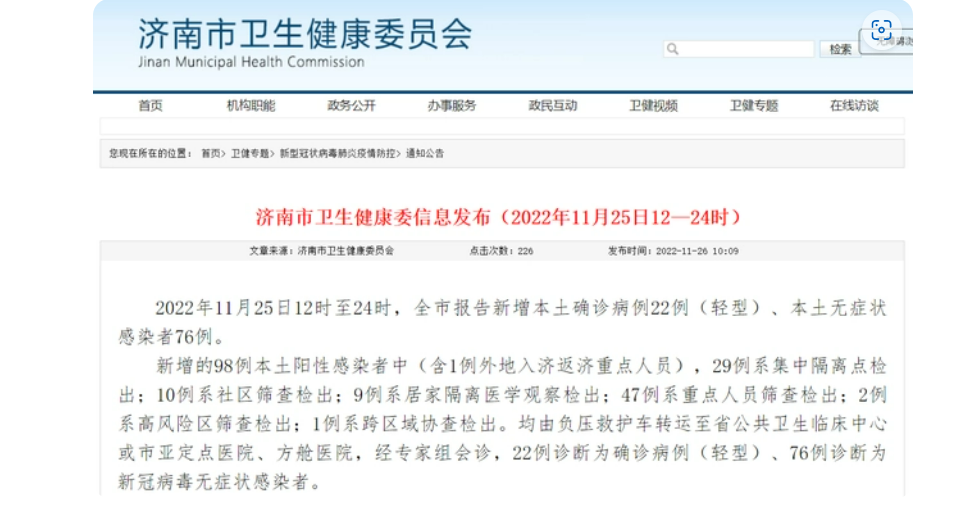 济南市卫生健康委员会
Jinan Municipal Health Commission
检索
首页 机构职能 政务公开 办事服务 政民互动 卫健视频 卫健专题 在线访谈
您现在所在的位置： 首页> 卫健专题> 新型冠状病毒肺炎疫情防控> 通知公告
济南市卫生健康委信息发布（2022年11月25日12—24时）
文章来源：济南市卫生健康委员会 点击次数：226 发布时间：2022-11-26 10:09
2022年11月25日12时至24时，全市报告新增本土确诊病例22例（轻型）、本土无症状
感染者76例。
新增的98例本土阳性感染者中（含1例外地入济返济重点人员），29例系集中隔离点检
出；10例系社区筛查检出；9例系居家隔离医学观察检出；47例系重点人员筛查检出；2例
系高风险区筛查检出；1例系跨区域协查检出。均由负压救护车转运至省公共卫生临床中心
或市亚定点医院、方舱医院，经专家组会诊，22例诊断为确诊病例（轻型）、76例诊断为
新冠病毒无症状感染者。